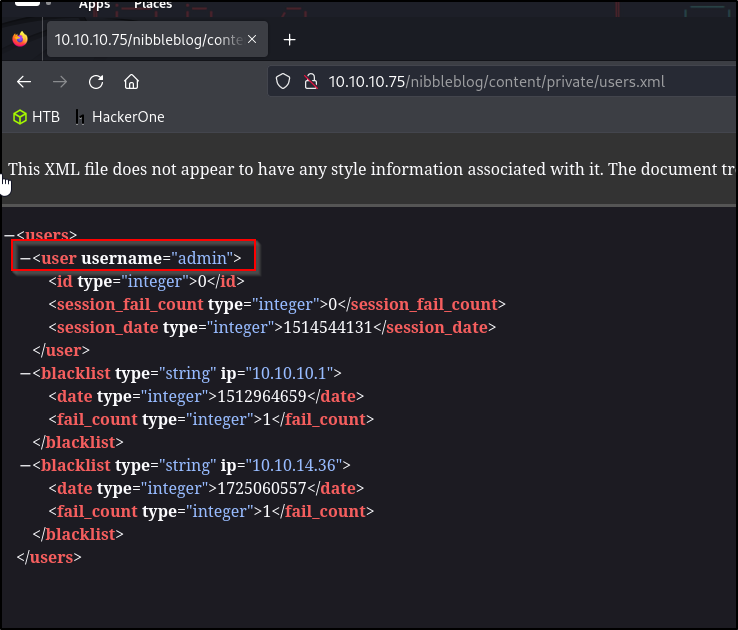 Apps Places
10.10.10.75/nibbleblog/conte × +
10.10.10.75/nibbleblog/content/private/users.xml
HTB HackerOne
This XML file does not appear to have any style information associated with it. The document tr
−<users>
−<user username="admin">
<id type="integer">0</id>
<session_fail_count type="integer">0</session_fail_count>
<session_date type="integer">1514544131</session_date>
</user>
−<blacklist type="string" ip="10.10.10.1">
<date type="integer">1512964659</date>
<fail_count type="integer">1</fail_count>
</blacklist>
−<blacklist type="string" ip="10.10.14.36">
<date type="integer">1725060557</date>
<fail_count type="integer">1</fail_count>
</blacklist>
</users>